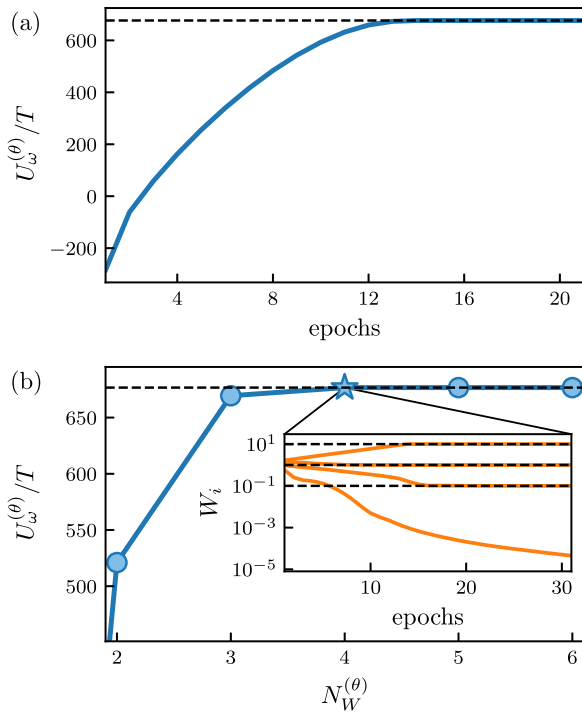 (a)
600
400
200
0
−200
U_ω^(θ)/T
4 8 12 16 20
epochs
(b)
650
600
550
500
U_ω^(θ)/T
10^1
10^−1
10^−3
10^−5
W_i
10 20 30
epochs
2 3 4 5 6
N_W^(θ)